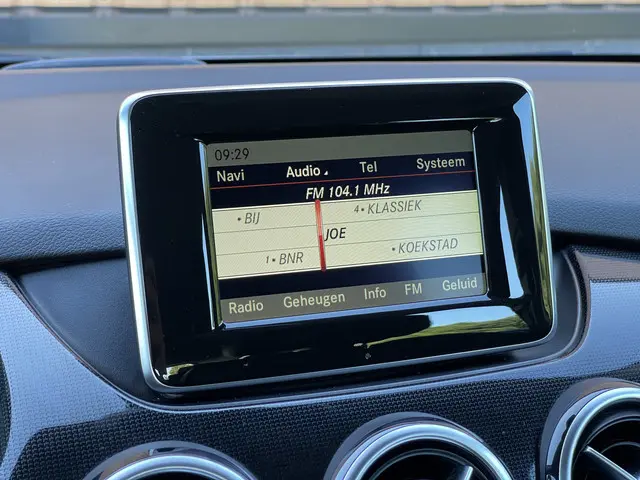 09:29
Navi Audio Tel Systeem
FM 104.1 MHz
• BIJ 4 • KLASSIEK
JOE
1 • BNR • KOEKSTAD
Radio Geheugen Info FM Geluid